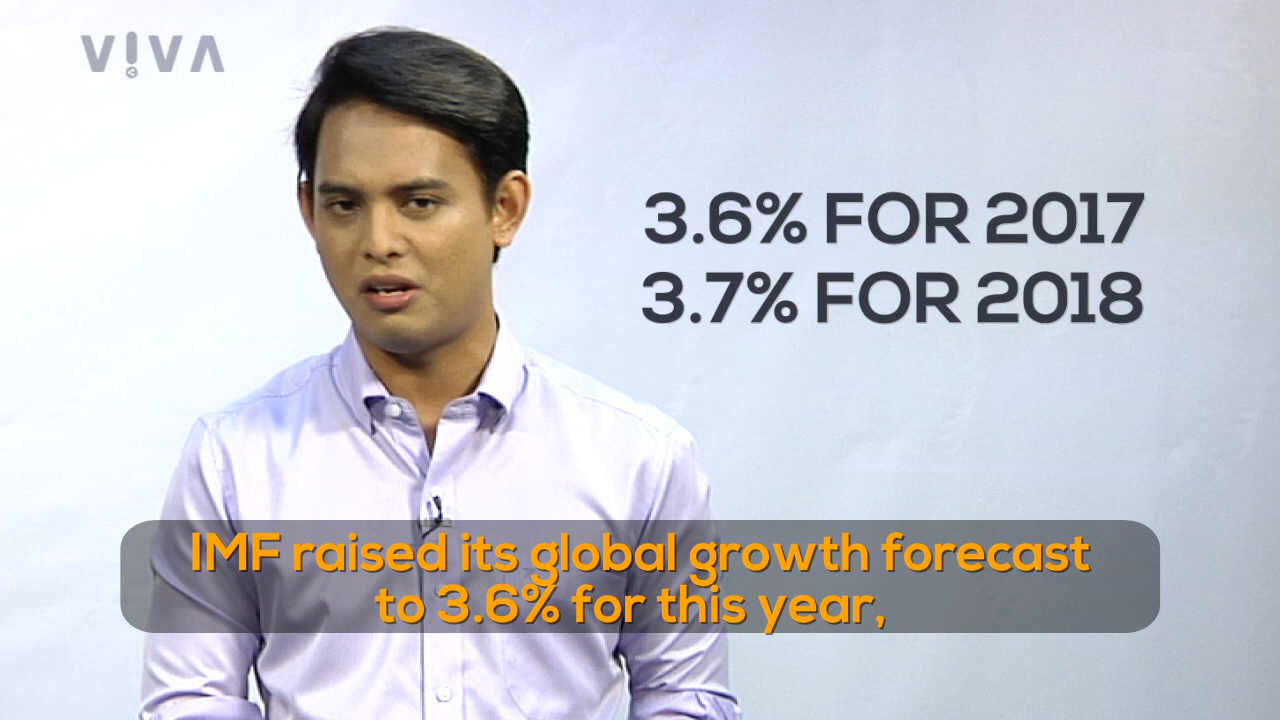 V!VA
3.6% FOR 2017
3.7% FOR 2018
IMF raised its global growth forecast
to 3.6% for this year,